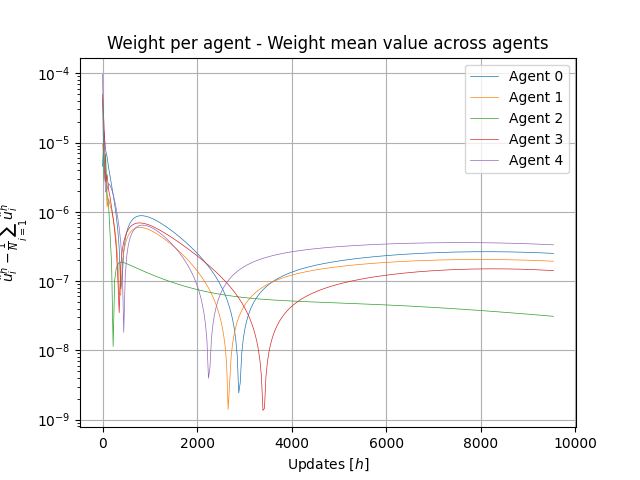 Weight per agent - Weight mean value across agents
10⁻⁴
10⁻⁵
10⁻⁶
10⁻⁷
10⁻⁸
10⁻⁹
Agent 0
Agent 1
Agent 2
Agent 3
Agent 4
0 2000 4000 6000 8000 10000
Updates [h]